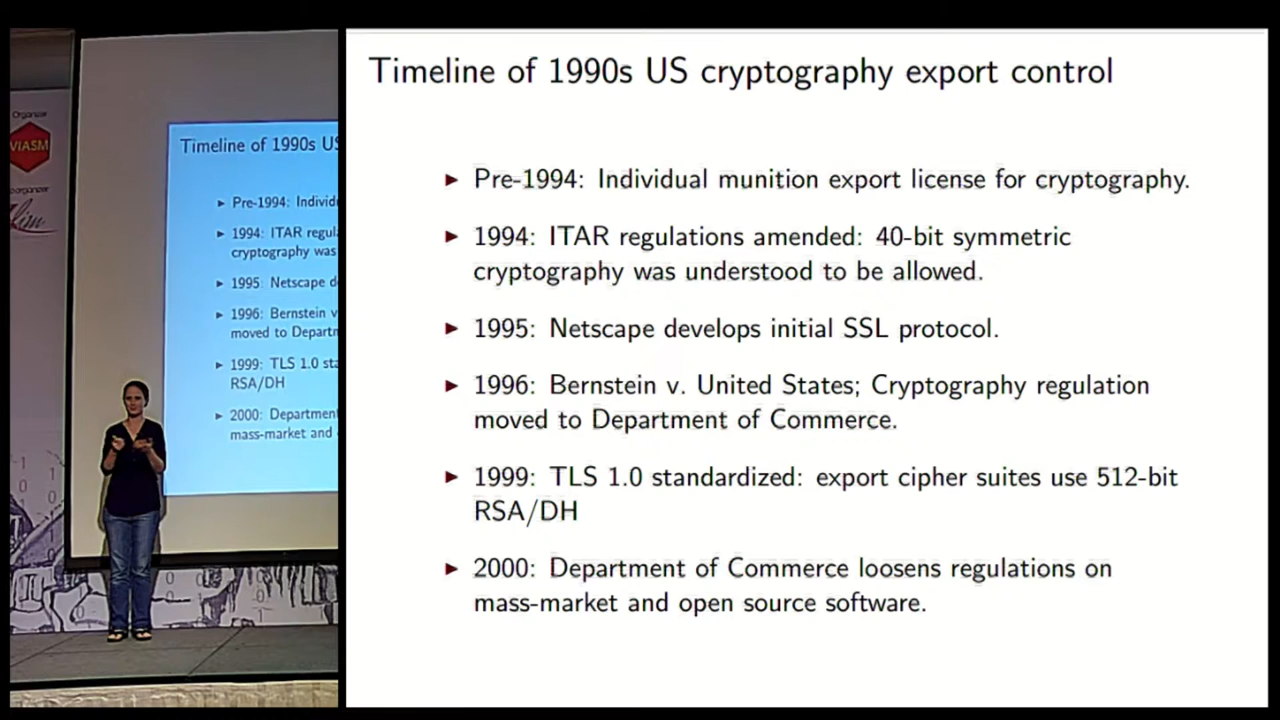 Organizer
VIASM
Timeline of 1990s US
Pre-1994: Individ
1994: ITAR regul
cryptography was
1995: Netscape d
1996: Bernstein v
moved to Departm
1999: TLS 1.0 sta
RSA/DH
2000: Department
mass-market and
Timeline of 1990s US cryptography export control
► Pre-1994: Individual munition export license for cryptography.
► 1994: ITAR regulations amended: 40-bit symmetric
cryptography was understood to be allowed.
► 1995: Netscape develops initial SSL protocol.
► 1996: Bernstein v. United States; Cryptography regulation
moved to Department of Commerce.
► 1999: TLS 1.0 standardized: export cipher suites use 512-bit
RSA/DH
► 2000: Department of Commerce loosens regulations on
mass-market and open source software.